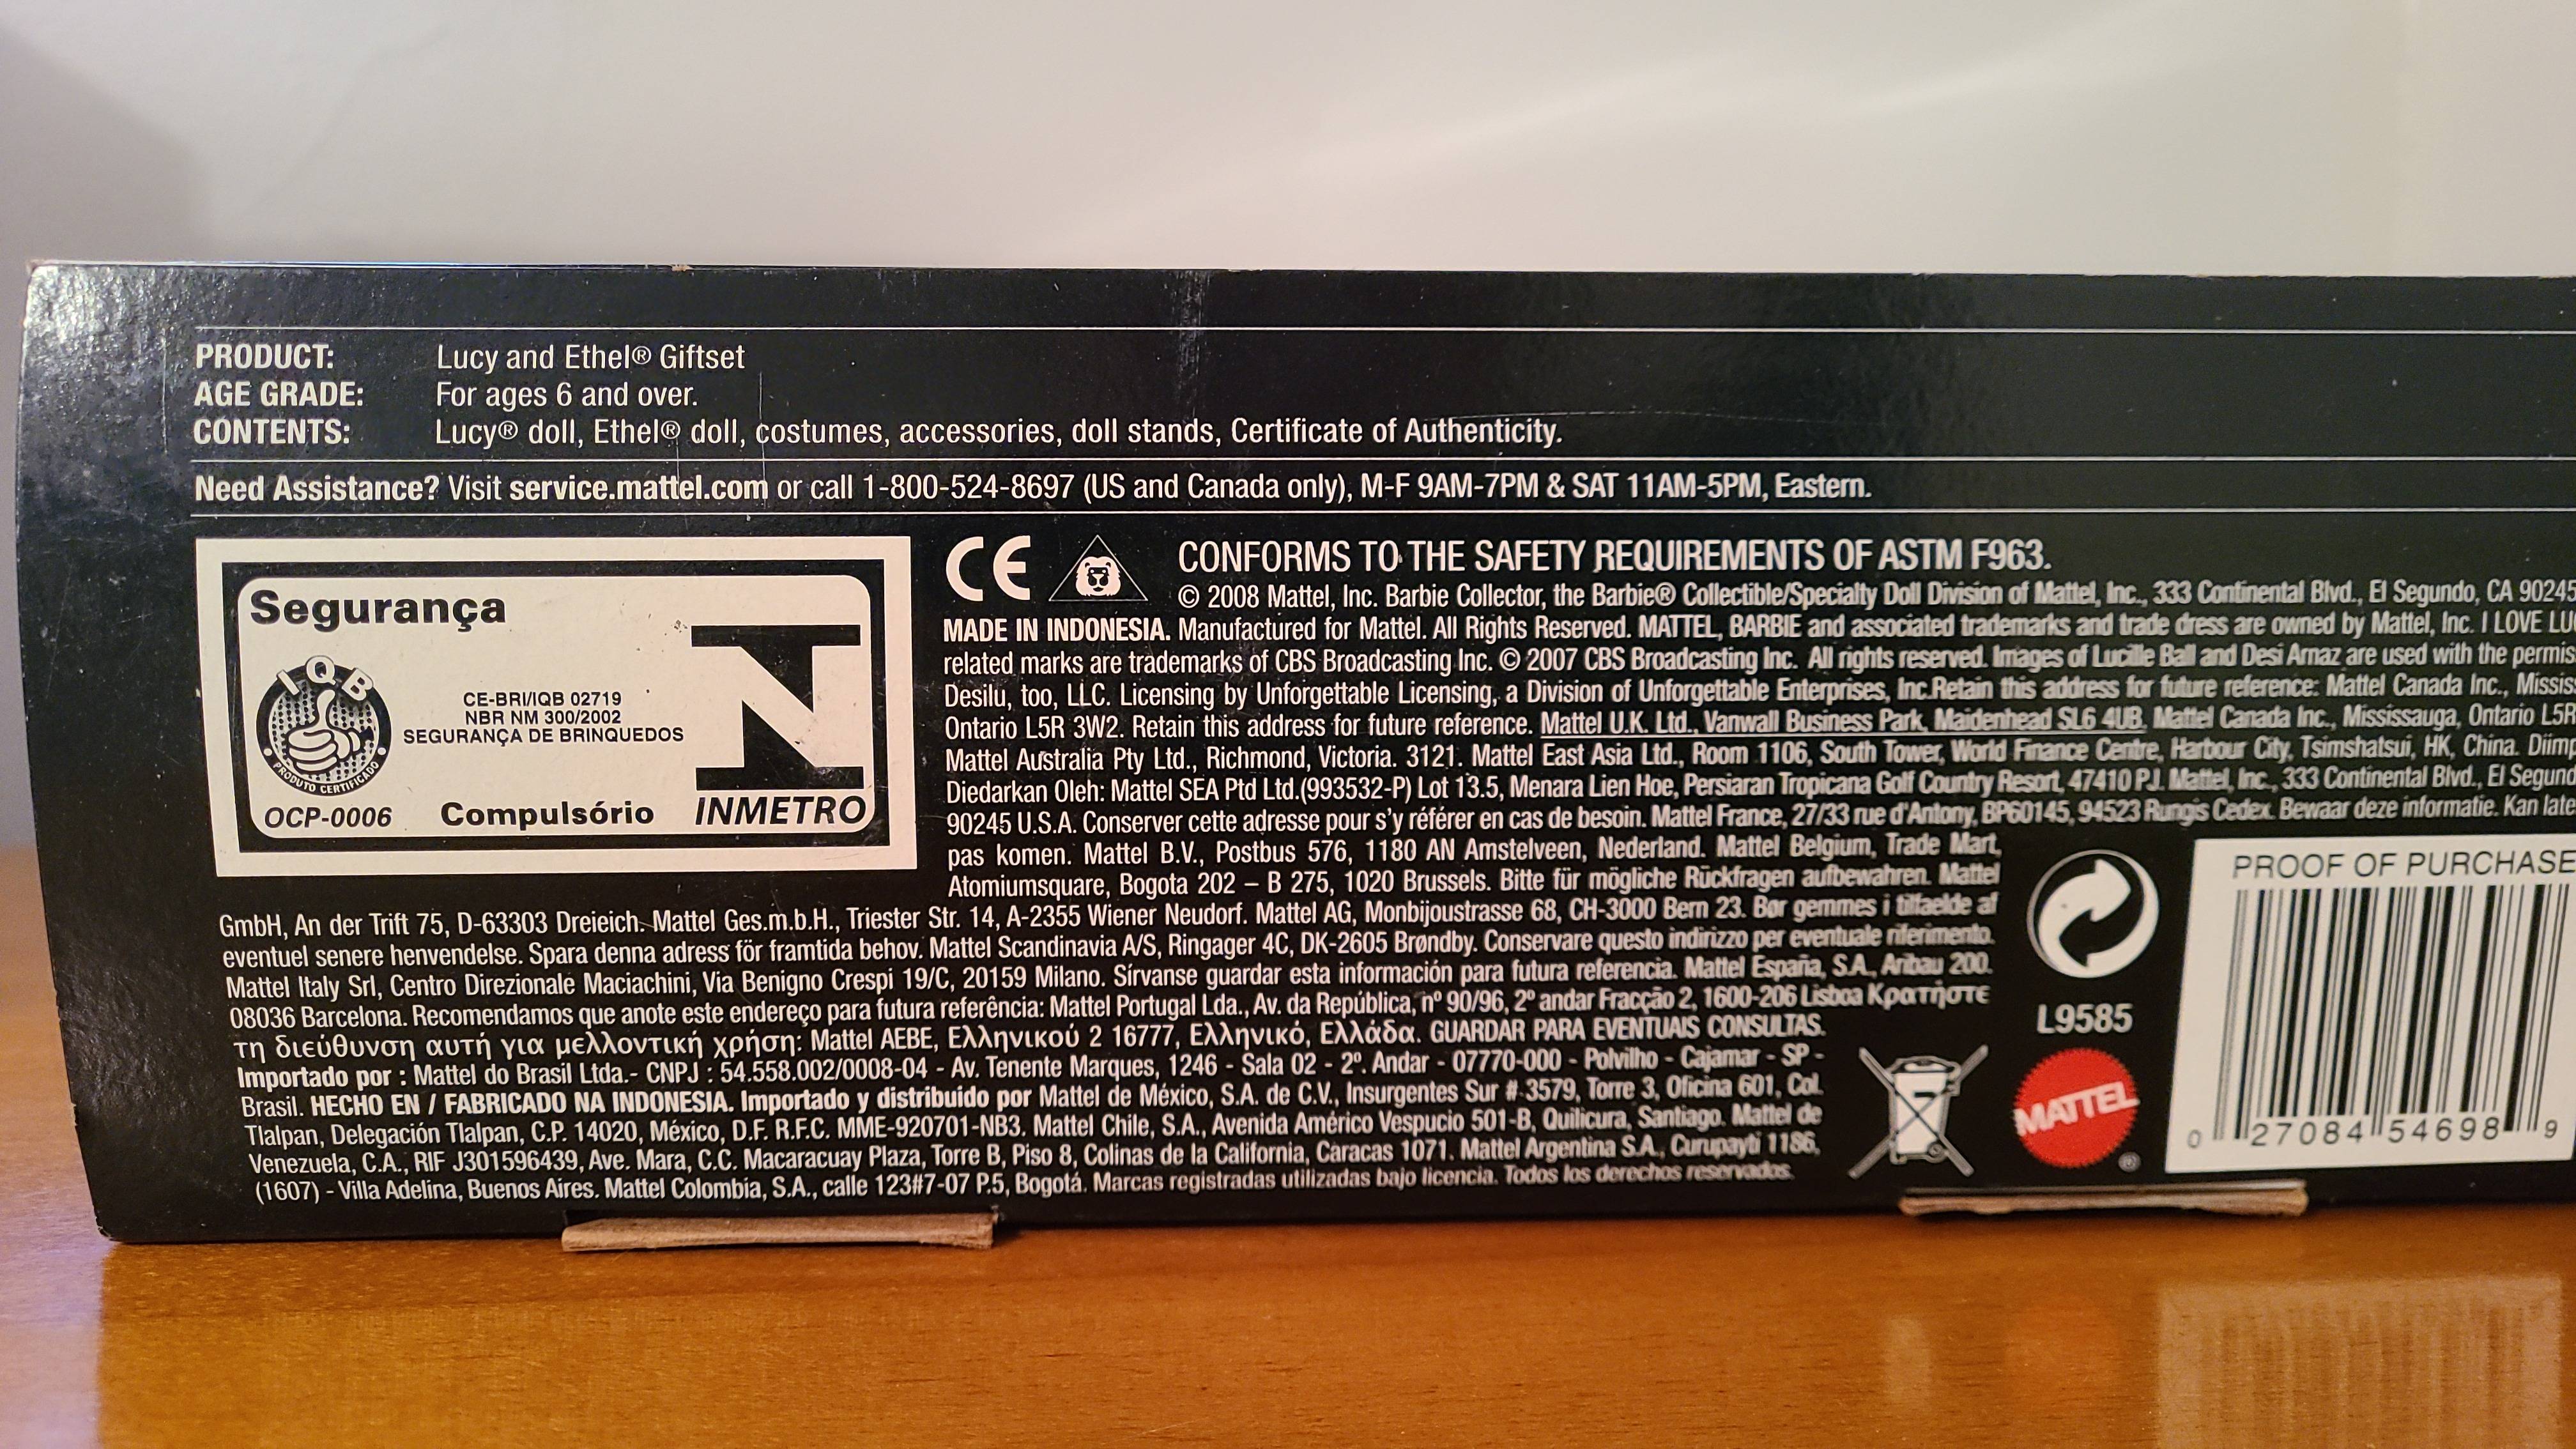 PRODUCT: Lucy and Ethel® Giftset
AGE GRADE: For ages 6 and over.
CONTENTS: Lucy® doll, Ethel® doll, costumes, accessories, doll stands, Certificate of Authenticity.
Need Assistance? Visit service.mattel.com or call 1-800-524-8697 (US and Canada only), M-F 9AM-7PM & SAT 11AM-5PM, Eastern.
Segurança
IQB
PRODUTO CERTIFICADO
OCP-0006
CE-BRI/IQB 02719
NBR NM 300/2002
SEGURANÇA DE BRINQUEDOS
Compulsório
INMETRO
CE
CONFORMS TO THE SAFETY REQUIREMENTS OF ASTM F963.
© 2008 Mattel, Inc. Barbie Collector, the Barbie® Collectible/Specialty Doll Division of Mattel, Inc., 333 Continental Blvd., El Segundo, CA 90245
MADE IN INDONESIA. Manufactured for Mattel. All Rights Reserved. MATTEL, BARBIE and associated trademarks and trade dress are owned by Mattel, Inc. I LOVE LU
related marks are trademarks of CBS Broadcasting Inc. © 2007 CBS Broadcasting Inc. All rights reserved. Images of Lucille Ball and Desi Arnaz are used with the permis
Desilu, too, LLC. Licensing by Unforgettable Licensing, a Division of Unforgettable Enterprises, Inc.Retain this address for future reference: Mattel Canada Inc., Missis
Ontario L5R 3W2. Retain this address for future reference. Mattel U.K. Ltd., Vanwall Business Park, Maidenhead SL6 4UB. Mattel Canada Inc., Mississauga, Ontario L5R
Mattel Australia Pty Ltd., Richmond, Victoria. 3121. Mattel East Asia Ltd., Room 1106, South Tower, World Finance Centre, Harbour City, Tsimshatsui, HK, China. Diim
Diedarkan Oleh: Mattel SEA Ptd Ltd.(993532-P) Lot 13.5, Menara Lien Hoe, Persiaran Tropicana Golf Country Resort, 47410 PJ. Mattel, Inc., 333 Continental Blvd., El Segund
90245 U.S.A. Conserver cette adresse pour s'y référer en cas de besoin. Mattel France, 27/33 rue d'Antony, BP60145, 94523 Rungis Cedex. Bewaar deze informatie. Kan late
pas komen. Mattel B.V., Postbus 576, 1180 AN Amstelveen, Nederland. Mattel Belgium, Trade Mart,
Atomiumsquare, Bogota 202 – B 275, 1020 Brussels. Bitte für mögliche Rückfragen aufbewahren. Mattel
GmbH, An der Trift 75, D-63303 Dreieich. Mattel Ges.m.b.H., Triester Str. 14, A-2355 Wiener Neudorf. Mattel AG, Monbijoustrasse 68, CH-3000 Bern 23. Bør gemmes i tilfaelde af
eventuel senere henvendelse. Spara denna adress för framtida behov. Mattel Scandinavia A/S, Ringager 4C, DK-2605 Brøndby. Conservare questo indirizzo per eventuale riferimento.
Mattel Italy Srl, Centro Direzionale Maciachini, Via Benigno Crespi 19/C, 20159 Milano. Sírvanse guardar esta información para futura referencia. Mattel España, S.A., Aribau 200.
08036 Barcelona. Recomendamos que anote este endereço para futura referência: Mattel Portugal Lda., Av. da República, nº 90/96, 2º andar Fracção 2, 1600-206 Lisboa Κρατήστε
τη διεύθυνση αυτή για μελλοντική χρήση: Mattel AEBE, Ελληνικού 2 16777, Ελληνικό, Ελλάδα. GUARDAR PARA EVENTUAIS CONSULTAS.
Importado por : Mattel do Brasil Ltda.- CNPJ : 54.558.002/0008-04 - Av. Tenente Marques, 1246 - Sala 02 - 2º. Andar - 07770-000 - Polvilho - Cajamar - SP -
Brasil. HECHO EN / FABRICADO NA INDONESIA. Importado y distribuido por Mattel de México, S.A. de C.V., Insurgentes Sur # 3579, Torre 3, Oficina 601, Col.
Tlalpan, Delegación Tlalpan, C.P. 14020, México, D.F. R.F.C. MME-920701-NB3. Mattel Chile, S.A., Avenida Américo Vespucio 501-B, Quilicura, Santiago. Mattel de
Venezuela, C.A., RIF J301596439, Ave. Mara, C.C. Macaracuay Plaza, Torre B, Piso 8, Colinas de la California, Caracas 1071. Mattel Argentina S.A., Curupaytí 1186,
(1607) - Villa Adelina, Buenos Aires. Mattel Colombia, S.A., calle 123#7-07 P.5, Bogotá. Marcas registradas utilizadas bajo licencia. Todos los derechos reservados.
L9585
MATTEL ®
PROOF OF PURCHASE
0 27084 54698 9